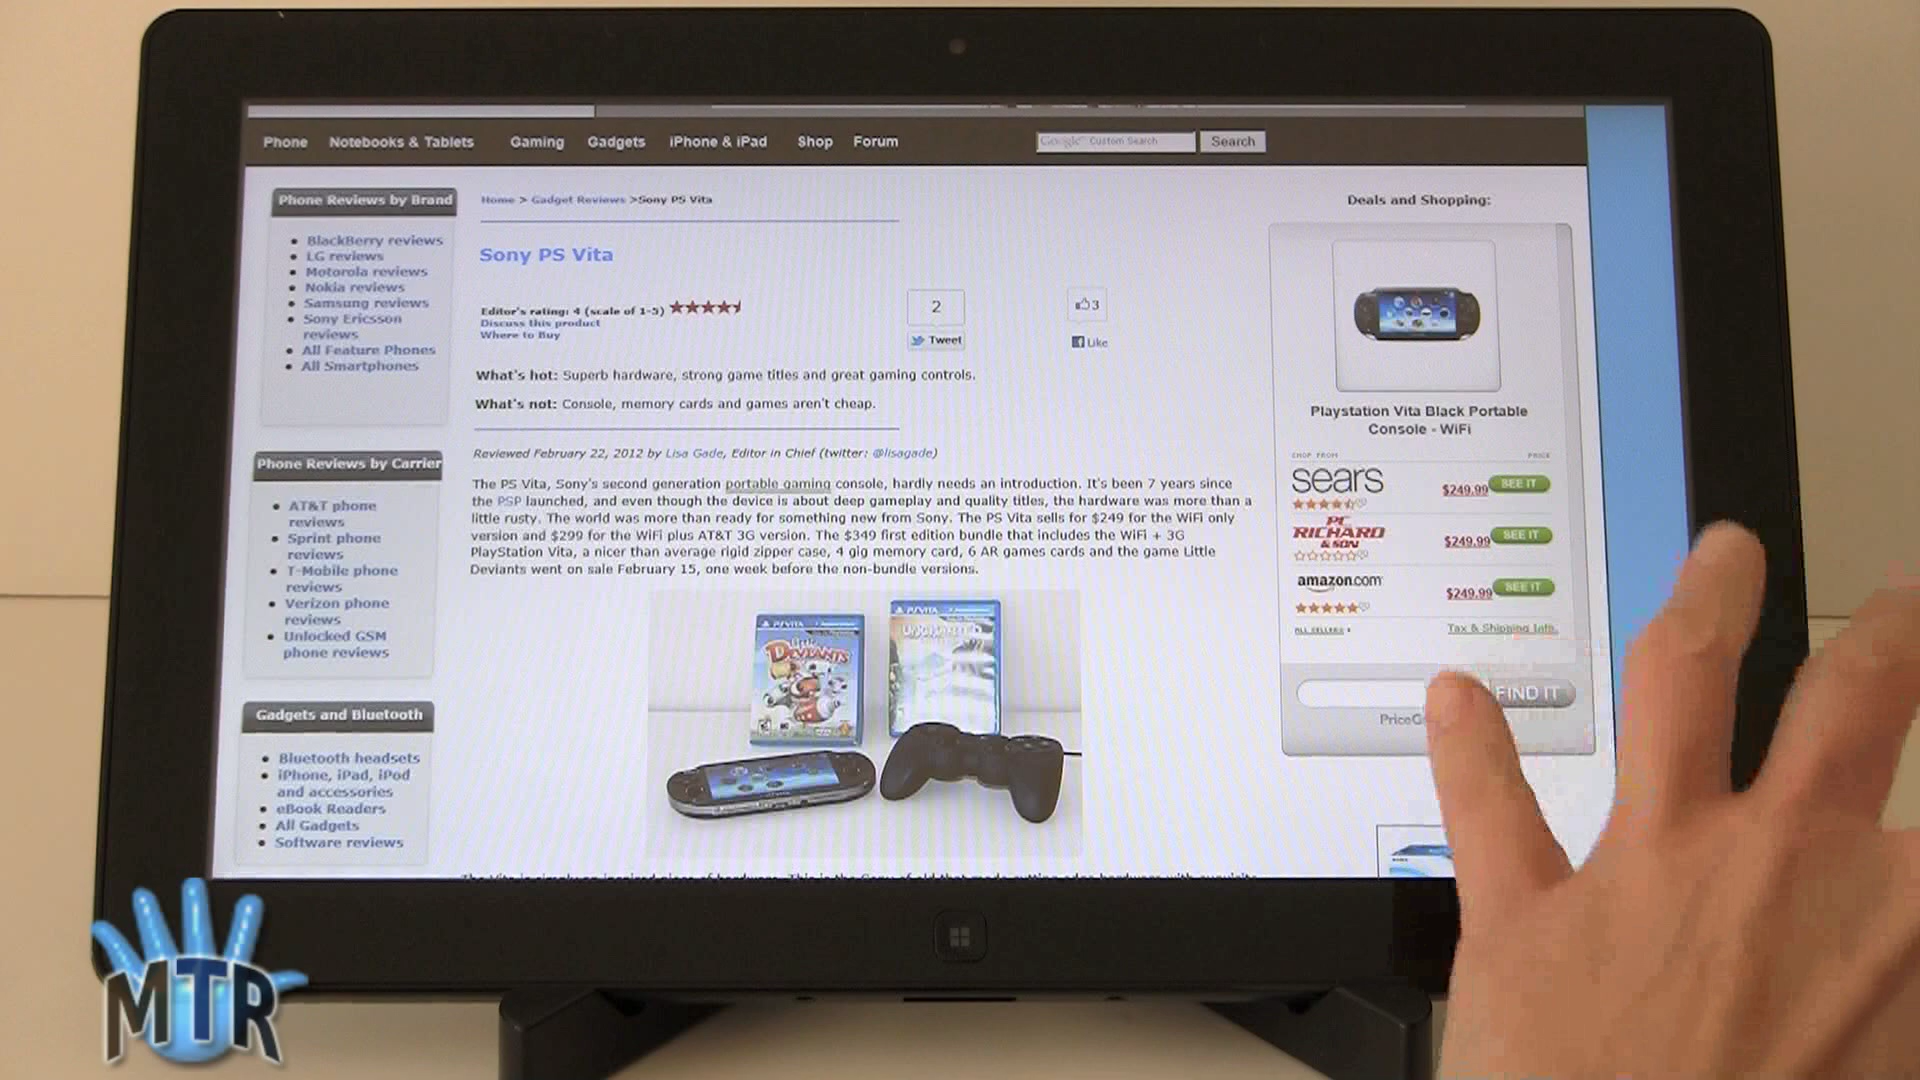 Phone Notebooks & Tablets Gaming Gadgets iPhone & iPad Shop Forum Google Custom Search Search
Phone Reviews by Brand
BlackBerry reviews
LG reviews
Motorola reviews
Nokia reviews
Samsung reviews
Sony Ericsson
reviews
All Feature Phones
All Smartphones
Phone Reviews by Carrier
AT&T phone
reviews
Sprint phone
reviews
T-Mobile phone
reviews
Verizon phone
reviews
Unlocked GSM
phone reviews
Gadgets and Bluetooth
Bluetooth headsets
iPhone, iPad, iPod
and accessories
eBook Readers
All Gadgets
Software reviews
Home > Gadget Reviews >Sony PS Vita
Sony PS Vita
Editor's rating: 4 (scale of 1-5)
Discuss this product
Where to Buy
2
Tweet
3
Like
What's hot: Superb hardware, strong game titles and great gaming controls.
What's not: Console, memory cards and games aren't cheap.
Reviewed February 22, 2012 by Lisa Gade, Editor in Chief (twitter: @lisagade)
The PS Vita, Sony's second generation portable gaming console, hardly needs an introduction. It's been 7 years since
the PSP launched, and even though the device is about deep gameplay and quality titles, the hardware was more than a
little rusty. The world was more than ready for something new from Sony. The PS Vita sells for $249 for the WiFi only
version and $299 for the WiFi plus AT&T 3G version. The $349 first edition bundle that includes the WiFi + 3G
PlayStation Vita, a nicer than average rigid zipper case, 4 gig memory card, 6 AR games cards and the game Little
Deviants went on sale February 15, one week before the non-bundle versions.
PSVITA
Little
DEVIANTS
PSVITA
UNCHARTED
Deals and Shopping:
Playstation Vita Black Portable
Console - WiFi
SHOP FROM PRICE
sears $249.99 SEE IT
PC
RICHARD
& SON $249.99 SEE IT
amazon.com $249.99 SEE IT
ALL SELLERS Tax & Shipping Info.
FIND IT
MTR